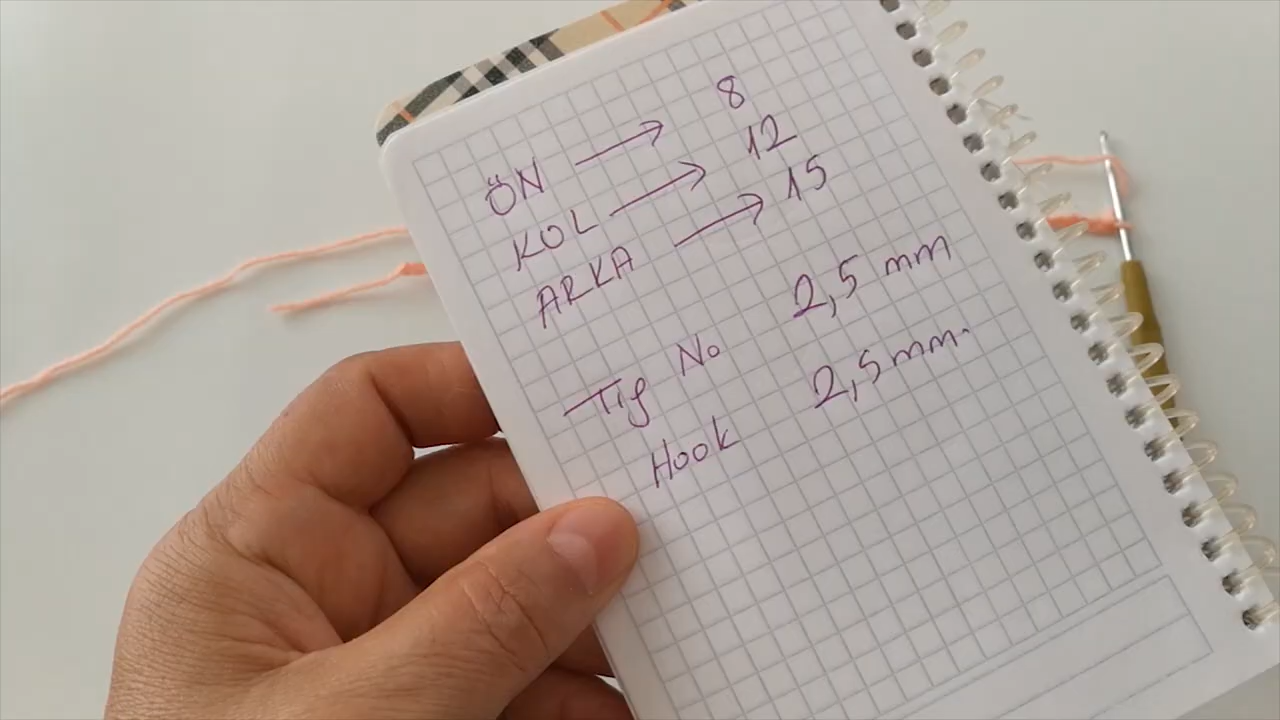 ÖN → 8
KOL → 12
ARKA → 15
Tığ No 2,5 mm
Hook 2,5 mm.